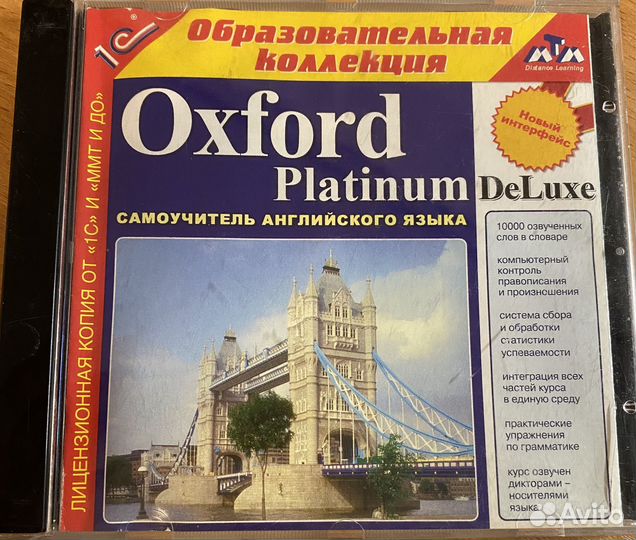 1С®
Образовательная
коллекция
МТМ
Distance Learning
Новый
интерфейс
Oxford
Platinum DeLuxe
САМОУЧИТЕЛЬ АНГЛИЙСКОГО ЯЗЫКА
ЛИЦЕНЗИОННАЯ КОПИЯ ОТ «1С» И «ММТ И ДО»
10000 озвученных
слов в словаре
компьютерный
контроль
правописания
и произношения
система сбора
и обработки
статистики
успеваемости
интеграция всех
частей курса
в единую среду
практические
упражнения
по грамматике
курс озвучен
дикторами –
носителями
языка
Avito